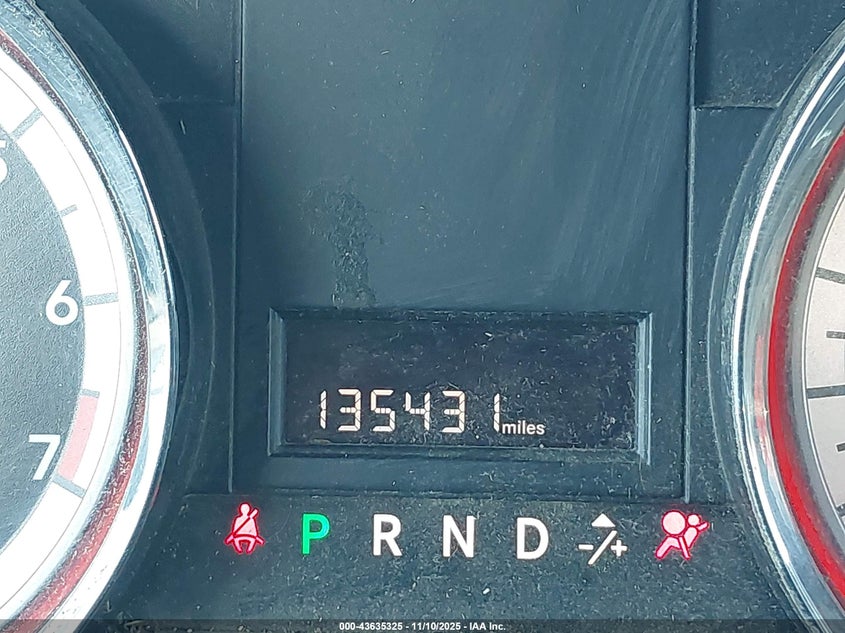 6
7
135431 miles
P R N D -/+
000-43635325 - 11/10/2025 - IAA Inc.